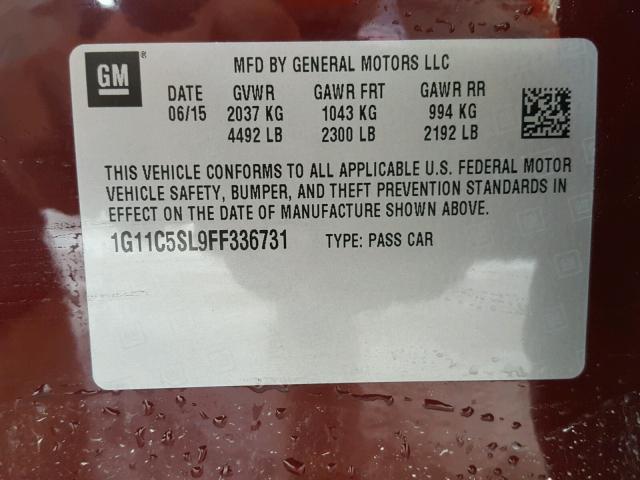 GM ®
MFD BY GENERAL MOTORS LLC
DATE GVWR GAWR FRT GAWR RR
06/15 2037 KG 1043 KG 994 KG
4492 LB 2300 LB 2192 LB
THIS VEHICLE CONFORMS TO ALL APPLICABLE U.S. FEDERAL MOTOR
VEHICLE SAFETY, BUMPER, AND THEFT PREVENTION STANDARDS IN
EFFECT ON THE DATE OF MANUFACTURE SHOWN ABOVE.
1G11C5SL9FF336731 TYPE: PASS CAR